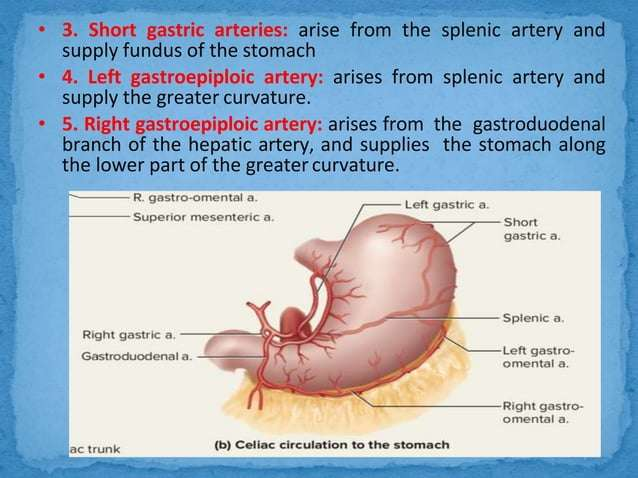 • 3. Short gastric arteries: arise from the splenic artery and
supply fundus of the stomach
• 4. Left gastroepiploic artery: arises from splenic artery and
supply the greater curvature.
• 5. Right gastroepiploic artery: arises from the gastroduodenal
branch of the hepatic artery, and supplies the stomach along
the lower part of the greater curvature.
R. gastro-omental a.
Superior mesenteric a.
Left gastric a.
Short
gastric a.
Splenic a.
Right gastric a.
Gastroduodenal a.
Left gastro-
omental a.
Right gastro-
omental a.
ac trunk
(b) Celiac circulation to the stomach